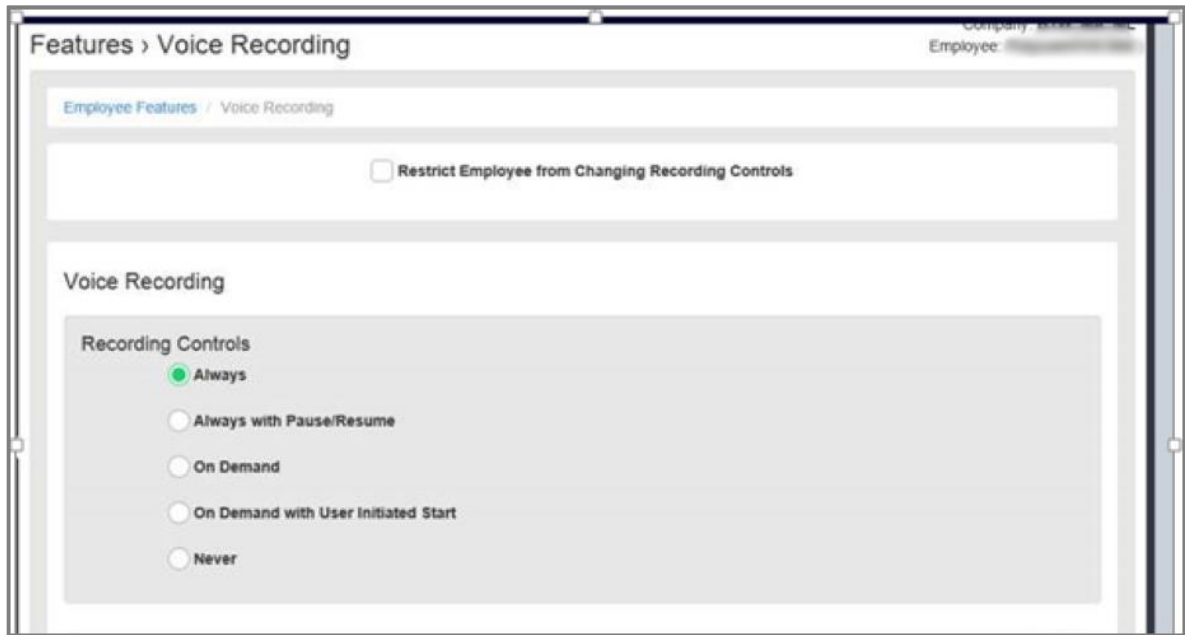 Features › Voice Recording
Company:
Employee:
Employee Features / Voice Recording
Restrict Employee from Changing Recording Controls
Voice Recording
Recording Controls
Always
Always with Pause/Resume
On Demand
On Demand with User Initiated Start
Never